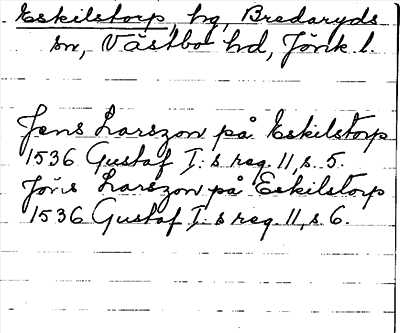 Eskilstorp, hg, Bredaryds
sn, Västbo hd, Jönk. l.
Jens Larszon på Eskilstorp
1536 Gustaf I:s reg. 11, s. 5.
Jöns Larszon på Eskilstorp
1536 Gustaf I:s reg. 11, s. 6.